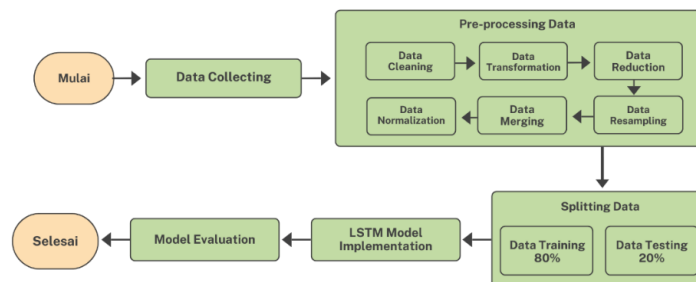 Pre-processing Data
Mulai
Data Collecting
Data
Cleaning
Data
Transformation
Data
Reduction
Data
Normalization
Data
Merging
Data
Resampling
Splitting Data
Data Training
80%
Data Testing
20%
LSTM Model
Implementation
Model Evaluation
Selesai